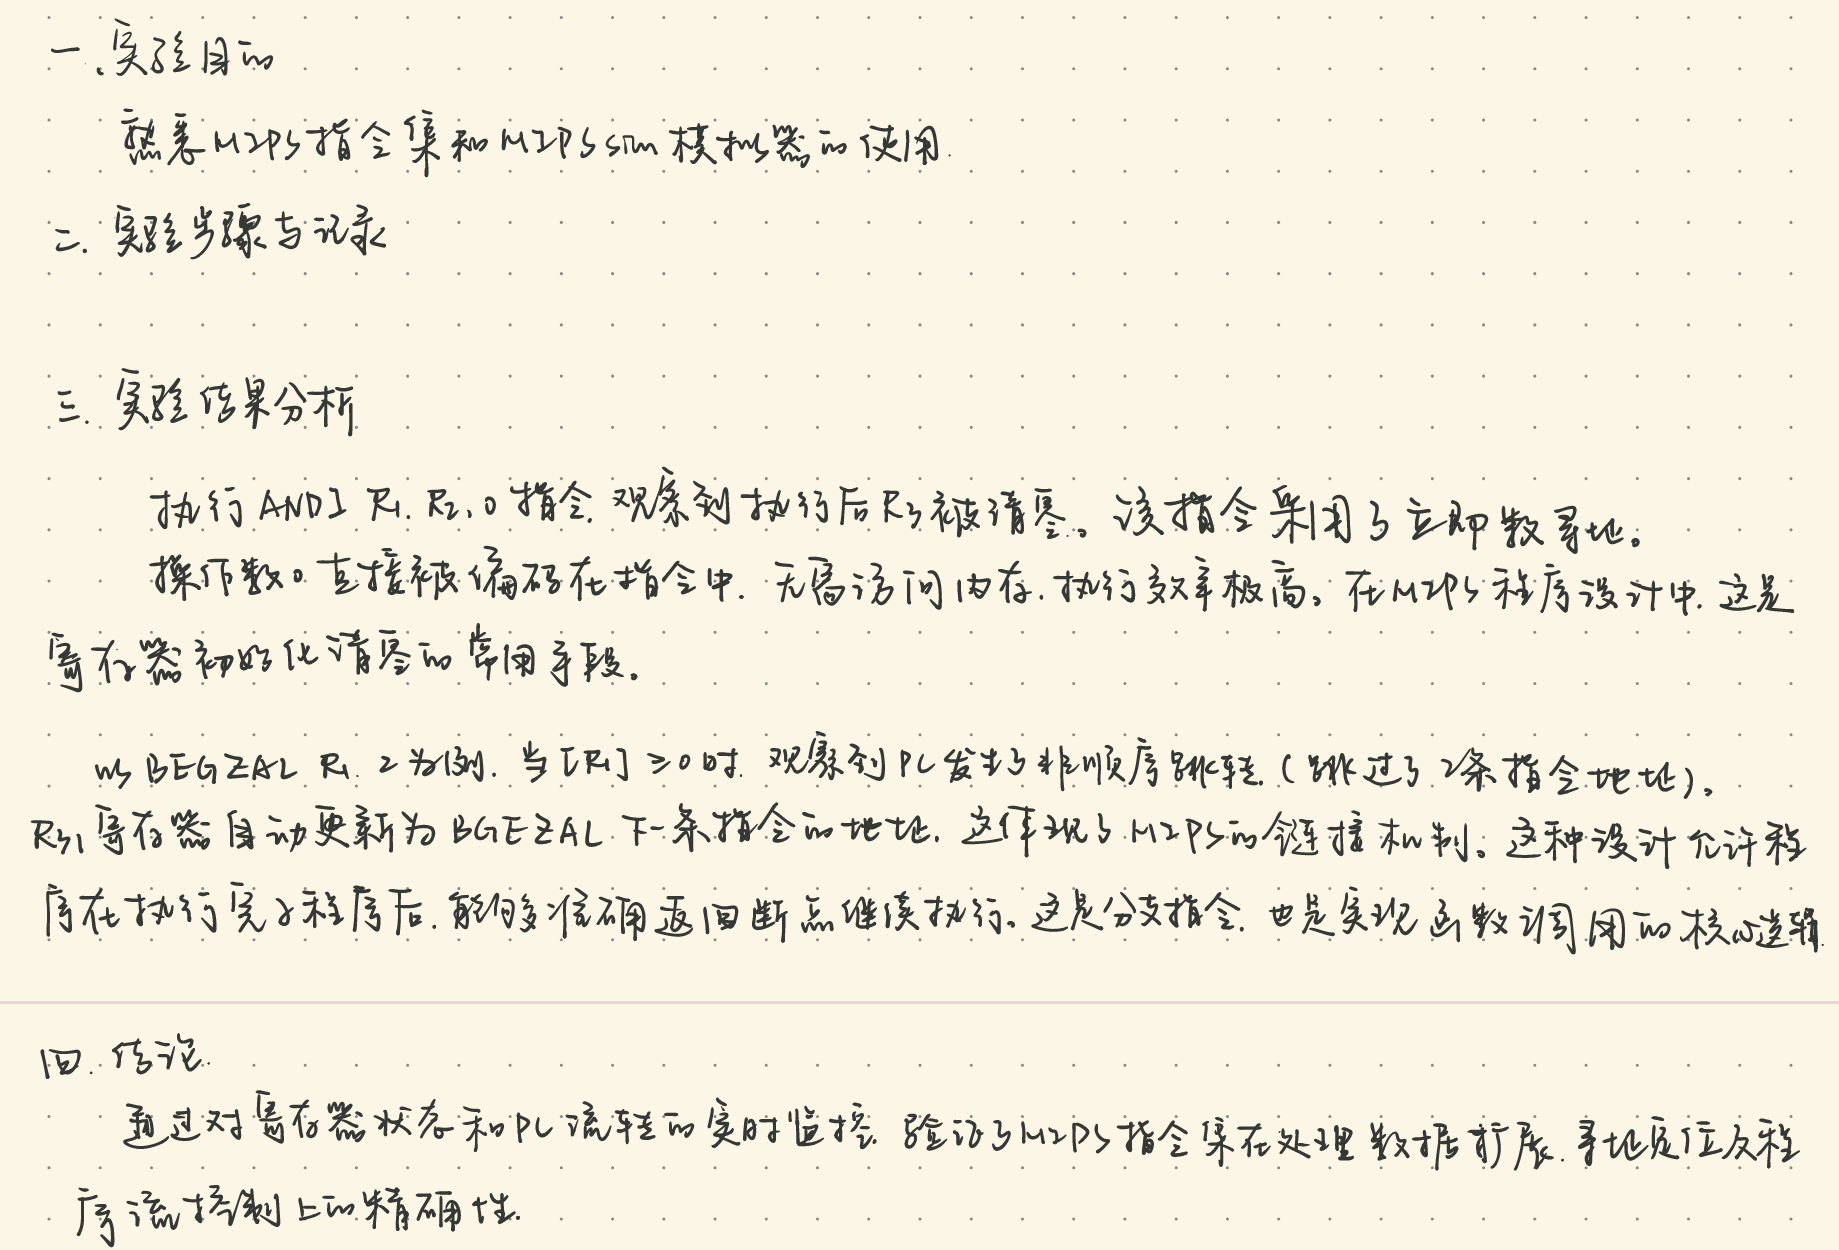 一.实验目的
熟悉MIPS指令集和MIPSsim模拟器的使用.
二.实验步骤与记录
三.实验结果分析
执行ANDI R1.R2,0指令.观察到执行后R3被清零。该指令采用了立即数寻地。
操作数0直接被编码在指令中.无需访问内存.执行效率极高。在MIPS程序设计中.这是
寄存器初始化清零的常用手段。
以BEGZAL R1.2为例.当[R1]≥0时.观察到PC发生了非顺序跳转.(跳过了2条指令地址)。
R31寄存器自动更新为BGEZAL下一条指令的地址.这体现了MIPS的链接机制。这种设计允许程
序在执行完子程序后.能够准确返回断点继续执行。这是分支指令.也是实现函数调用的核心逻辑.
四.结论.
通过对寄存器状态和PC流转的实时监控.验证了MIPS指令集在处理数据扩展.寻地定位及程
序流控制上的精确性.